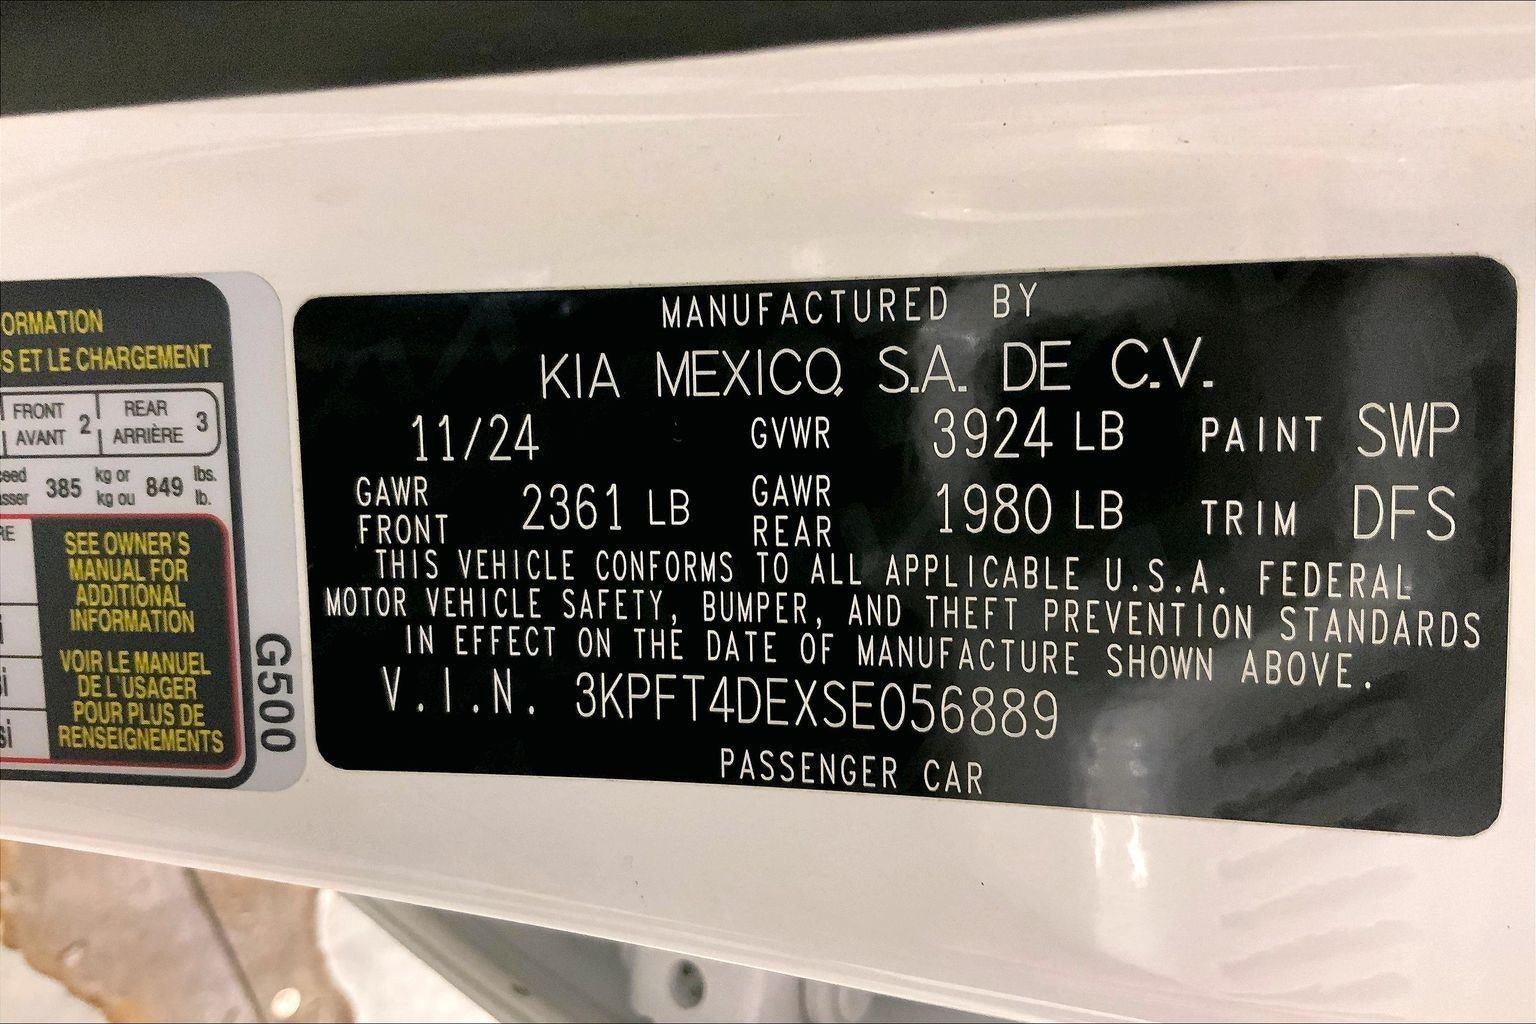 ORMATION
S ET LE CHARGEMENT
FRONT
AVANT 2
REAR
ARRIÈRE 3
385 kg or
kg ou 849 lbs.
lb.
SEE OWNER'S
MANUAL FOR
ADDITIONAL
INFORMATION
VOIR LE MANUEL
DE L'USAGER
POUR PLUS DE
RENSEIGNEMENTS
G500
MANUFACTURED BY
KIA MEXICO, S.A. DE C.V.
11/24 GVWR 3924 LB PAINT SWP
GAWR FRONT 2361 LB GAWR REAR 1980 LB TRIM DFS
THIS VEHICLE CONFORMS TO ALL APPLICABLE U.S.A. FEDERAL
MOTOR VEHICLE SAFETY, BUMPER, AND THEFT PREVENTION STANDARDS
IN EFFECT ON THE DATE OF MANUFACTURE SHOWN ABOVE.
V.I.N. 3KPFT4DEXSE056889
PASSENGER CAR